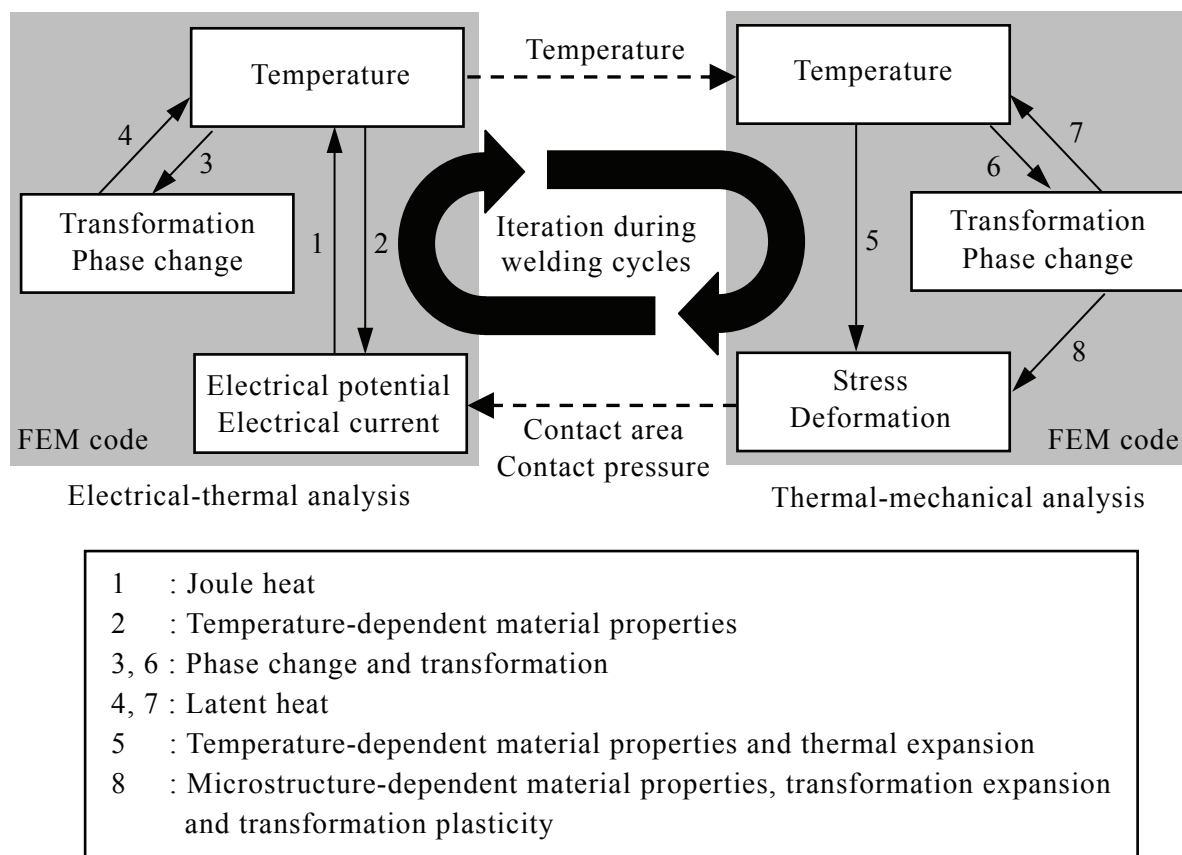 Temperature
Temperature
Temperature
4
3
7
6
Transformation
Phase change
1
2
Iteration during
welding cycles
5
Transformation
Phase change
8
Electrical potential
Electrical current
Stress
Deformation
FEM code
Contact area
Contact pressure
FEM code
Electrical-thermal analysis
Thermal-mechanical analysis
1 : Joule heat
2 : Temperature-dependent material properties
3, 6 : Phase change and transformation
4, 7 : Latent heat
5 : Temperature-dependent material properties and thermal expansion
8 : Microstructure-dependent material properties, transformation expansion
and transformation plasticity